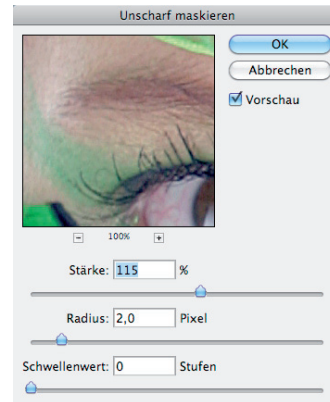 Unscharf maskieren
OK
Abbrechen
Vorschau
100%
Stärke: 115 %
Radius: 2,0 Pixel
Schwellenwert: 0 Stufen